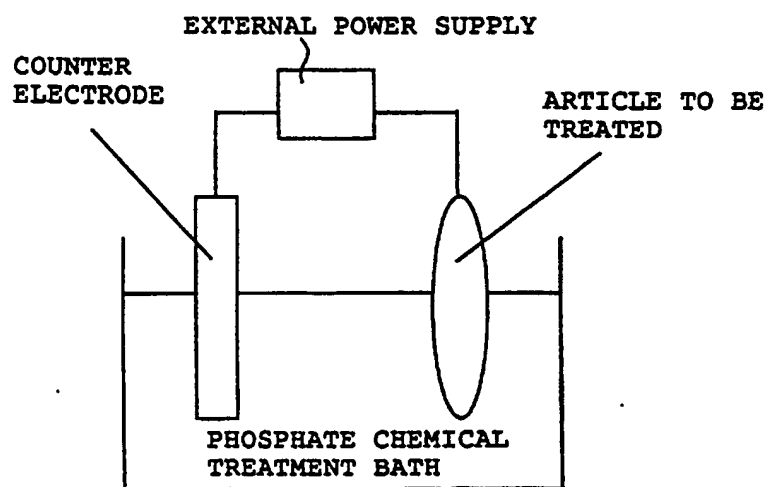 EXTERNAL POWER SUPPLY
COUNTER
ELECTRODE
ARTICLE TO BE
TREATED
PHOSPHATE CHEMICAL
TREATMENT BATH